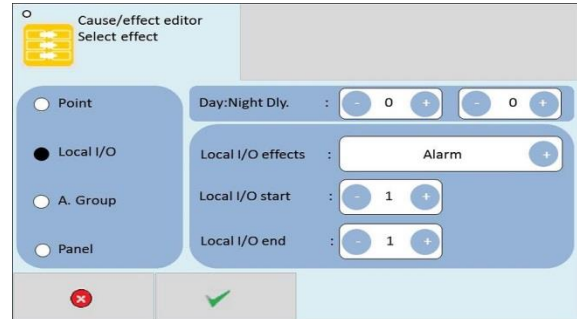 Cause/effect editor
Select effect
Point
Local I/O
A. Group
Panel
Day:Night Dly. : - 0 + - 0 +
Local I/O effects : Alarm +
Local I/O start : - 1 +
Local I/O end : - 1 +